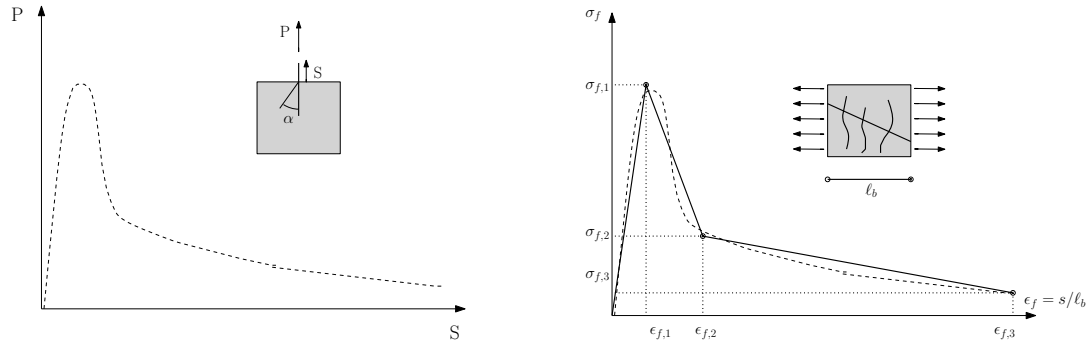 P
P
S
α
S
σ_f
σ_{f,1}
σ_{f,2}
σ_{f,3}
ℓ_b
ϵ_f = s/ℓ_b
ϵ_{f,1}
ϵ_{f,2}
ϵ_{f,3}